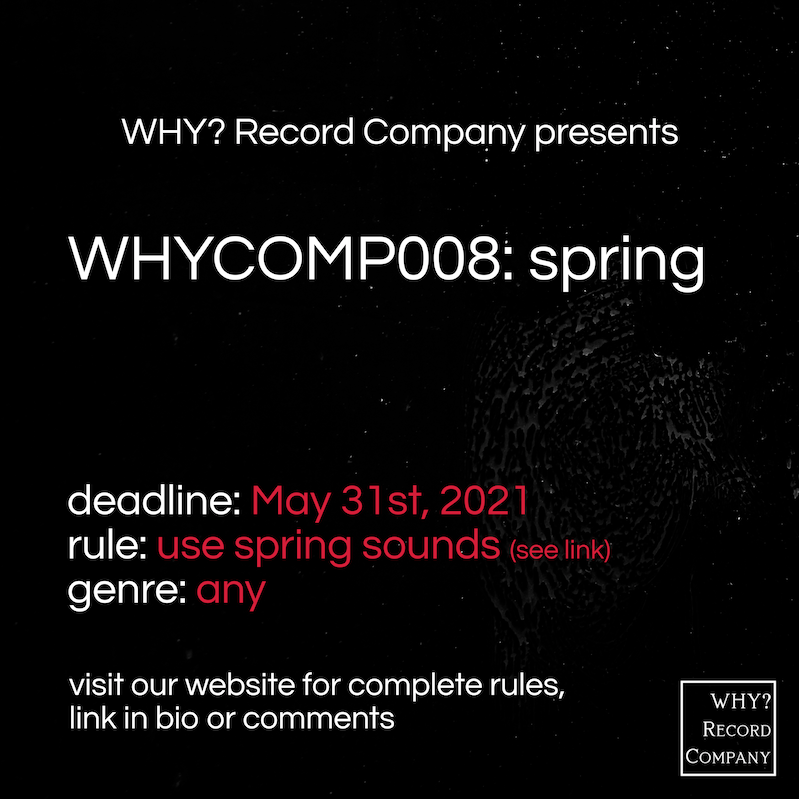 WHY? Record Company presents
WHYCOMP008: spring
deadline: May 31st, 2021
rule: use spring sounds (see link)
genre: any
visit our website for complete rules,
link in bio or comments
WHY?
Record
Company